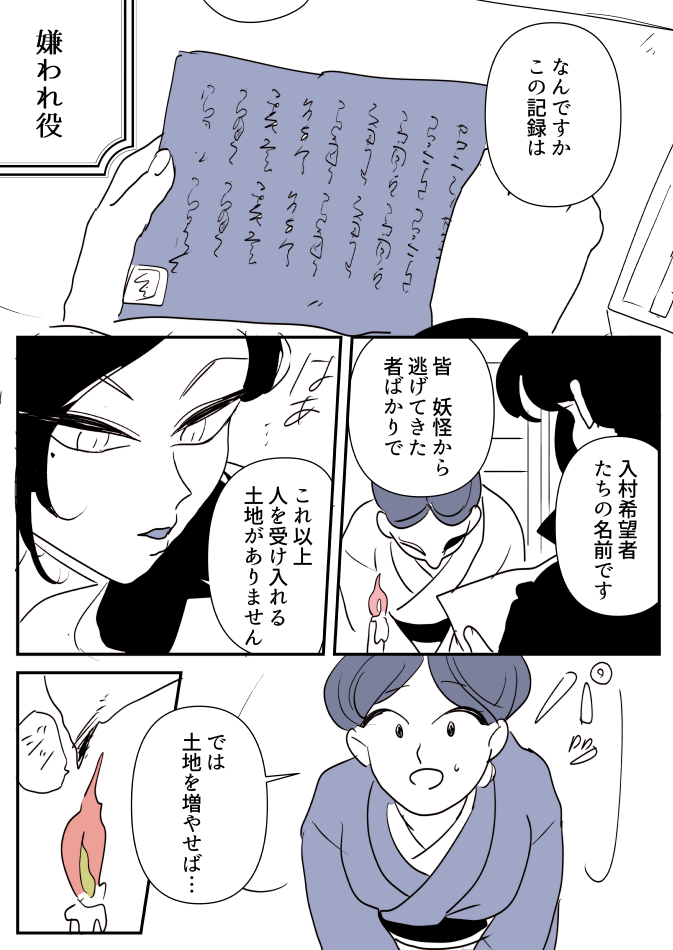 嫌われ役
なんですか
この記録は
入村希望者
たちの名前です
皆 妖怪から
逃げてきた
者ばかりで
はあ…
これ以上
人を受け入れる
土地がありません
では
土地を増やせば…